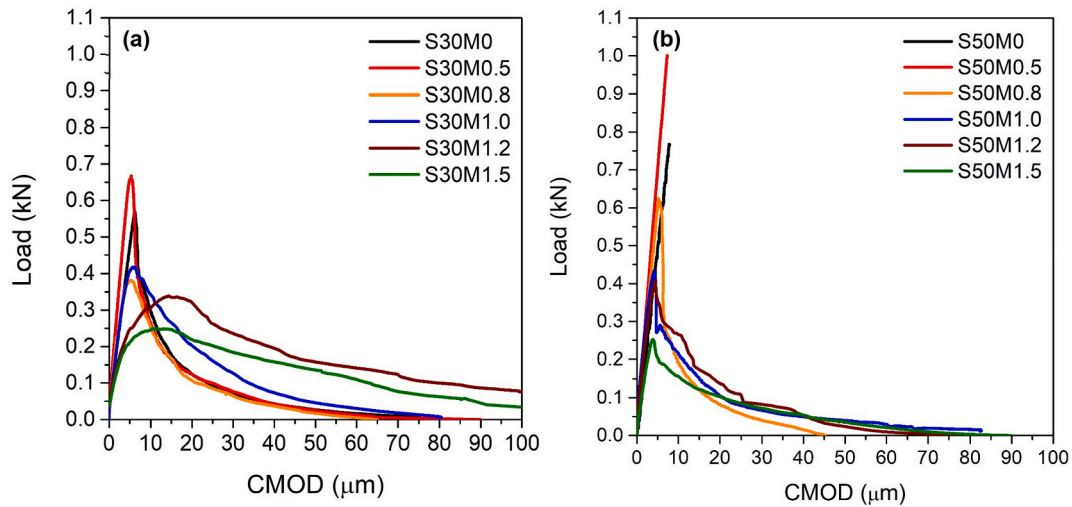 (a)
S30M0
S30M0.5
S30M0.8
S30M1.0
S30M1.2
S30M1.5
1.1
1.0
0.9
0.8
0.7
0.6
0.5
0.4
0.3
0.2
0.1
0.0
Load (kN)
0 10 20 30 40 50 60 70 80 90 100
CMOD (μm)
(b)
S50M0
S50M0.5
S50M0.8
S50M1.0
S50M1.2
S50M1.5
1.1
1.0
0.9
0.8
0.7
0.6
0.5
0.4
0.3
0.2
0.1
0.0
Load (kN)
0 10 20 30 40 50 60 70 80 90 100
CMOD (μm)